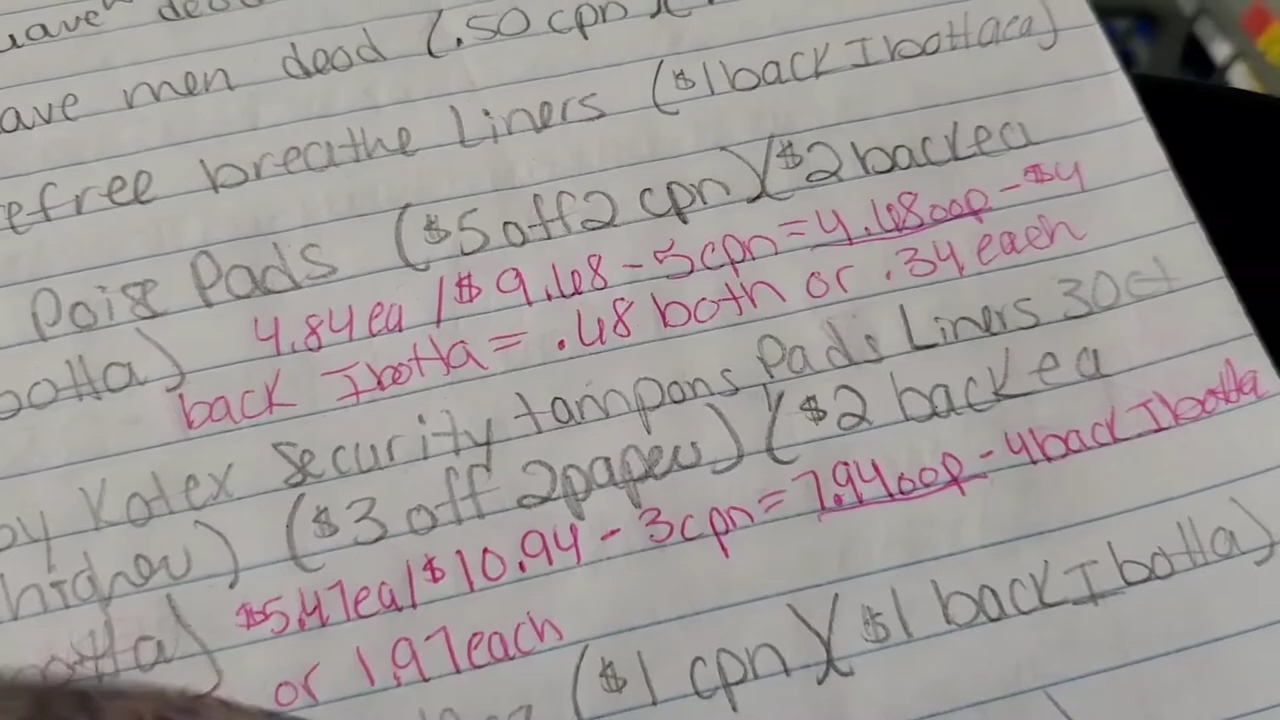 ave men deod (.50 cpn
efree breathe Liners ($1 back Ibotta ea)
Poise Pads ($5 off 2 cpn)($2 back ea
4.84 ea / $9.68 - 5 cpn = 4.68 oop - $4
otta)
back Ibotta = .68 both or .34 each
by Kotex Security tampons Pads Liners 30ct
higher) ($3 off 2 paper) ($2 back ea
$5.47 ea / $10.94 - 3 cpn = 7.94 oop - 4 back Ibotta
otta)
or 1.97 each
($1 cpn)($1 back Ibotta)